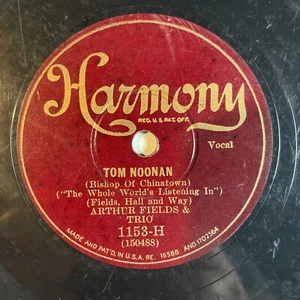 Harmony
REG. U.S. PAT. OFF.
Vocal
TOM NOONAN
(Bishop Of Chinatown)
("The Whole World's Listening In")
(Fields, Hall and Way)
ARTHUR FIELDS &
TRIO
1153-H
(150488)
MADE AND PAT'D. IN U.S.A. RE. 16588 AND 1702564